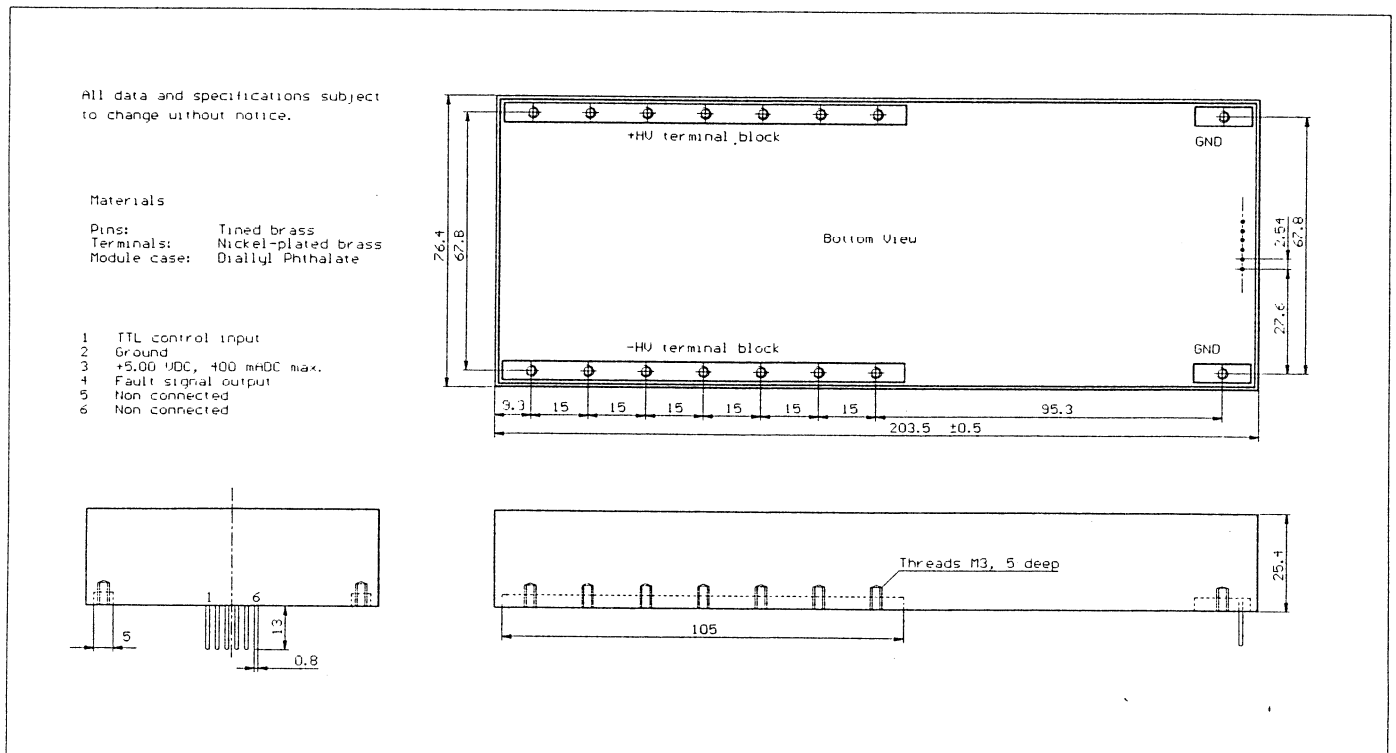 All data and specifications subject
to change without notice.
Materials
Pins: Tined brass
Terminals: Nickel-plated brass
Module case: Diallyl Phthalate
1 TTL control input
2 Ground
3 +5.00 VDC, 400 mADC max.
4 Fault signal output
5 Non connected
6 Non connected
+HV terminal block
GND
76.4
67.8
Bottom View
2.54
67.8
27.6
-HV terminal block
GND
9.3 15 15 15 15 15 15 95.3
203.5 ±0.5
1 6
5
13
0.8
Threads M3, 5 deep
25.4
105